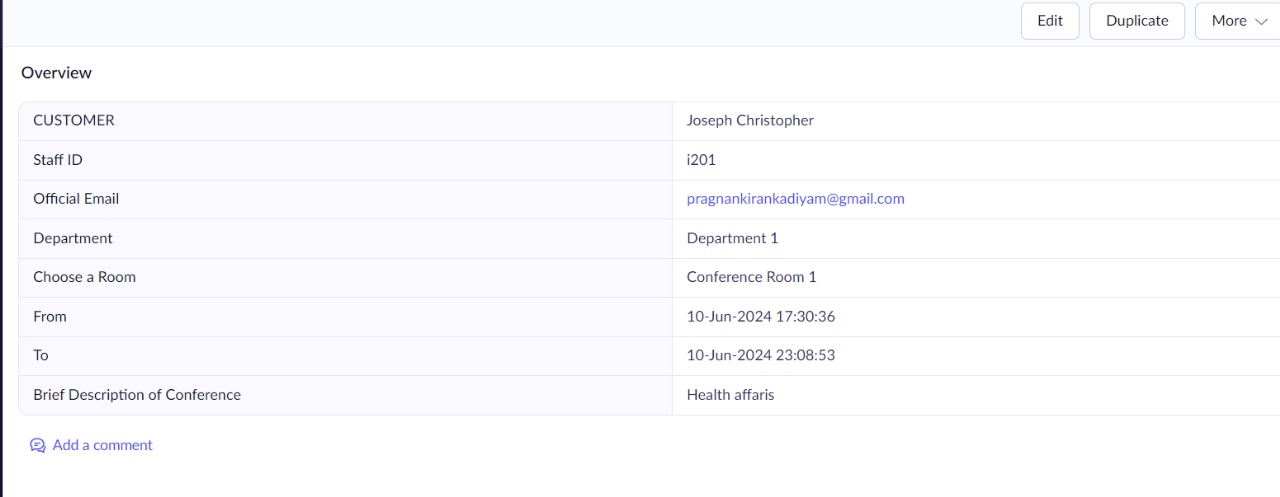 Edit Duplicate More
Overview
CUSTOMER Joseph Christopher
Staff ID i201
Official Email pragnankirankadiyam@gmail.com
Department Department 1
Choose a Room Conference Room 1
From 10-Jun-2024 17:30:36
To 10-Jun-2024 23:08:53
Brief Description of Conference Health affaris
Add a comment